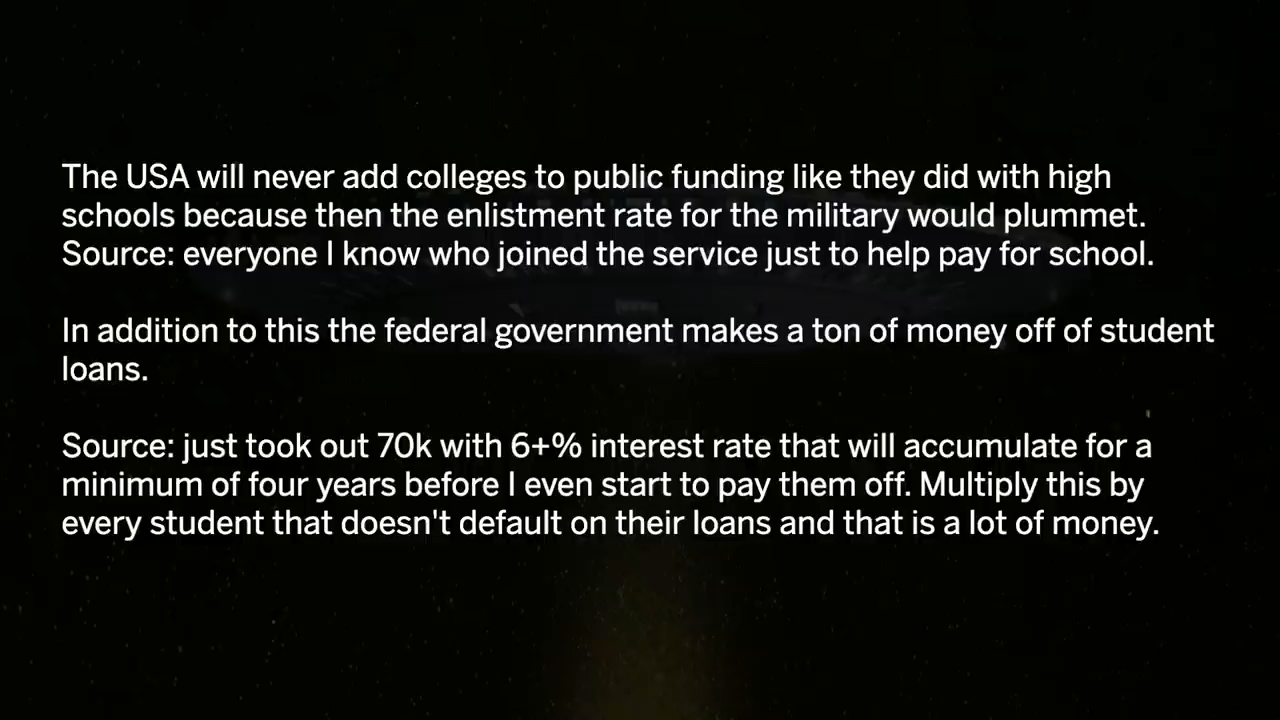 The USA will never add colleges to public funding like they did with high
schools because then the enlistment rate for the military would plummet.
Source: everyone I know who joined the service just to help pay for school.
In addition to this the federal government makes a ton of money off of student
loans.
Source: just took out 70k with 6+% interest rate that will accumulate for a
minimum of four years before I even start to pay them off. Multiply this by
every student that doesn't default on their loans and that is a lot of money.